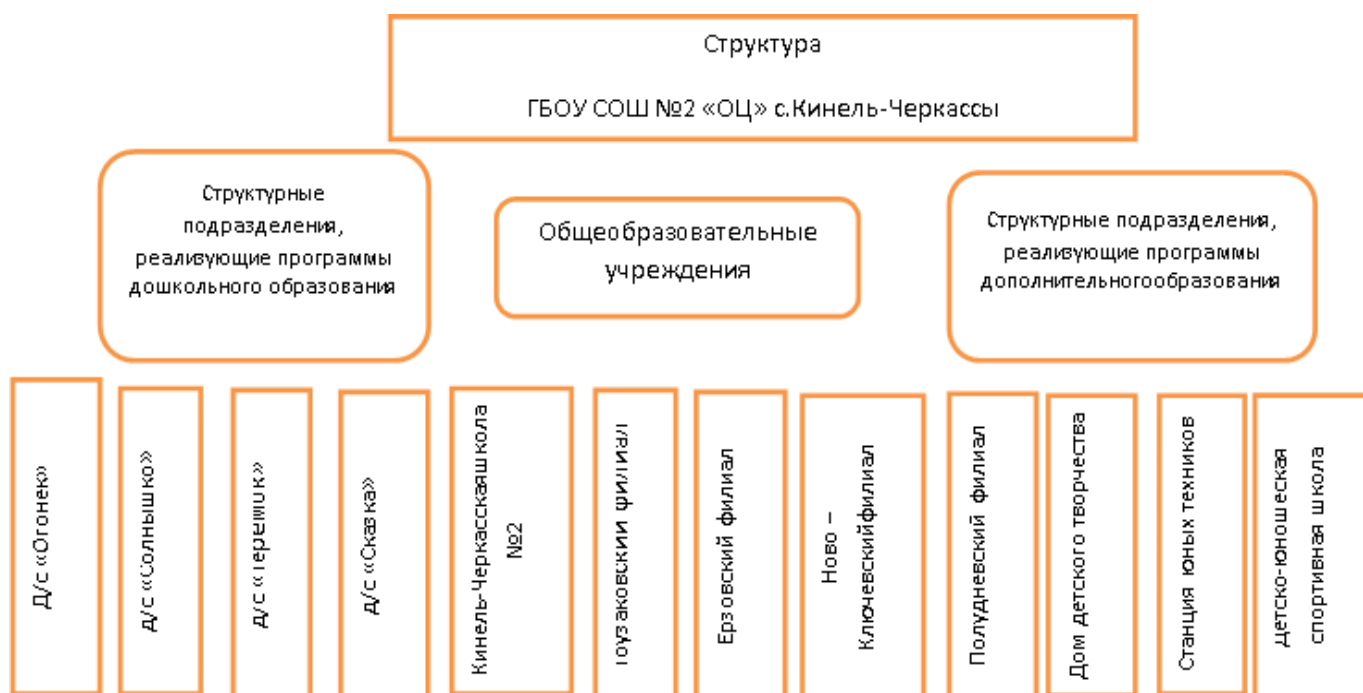 Структура
ГБОУ СОШ №2 «ОЦ» с.Кинель-Черкассы
Структурные
подразделения,
реализующие программы
дошкольного образования
Общеобразовательные
учреждения
Структурные подразделения,
реализующие программы
дополнительногообразования
Д/с «Огонек»
д/с «Солнышко»
д/с «Теремок»
д/с «Сказка»
Кинель-Черкасскаяшкола
№2
филиал
Ерзовский филиал
Ново –
Ключевскийфилиал
Полудневский филиал
Дом детского творчества
Станция юных техников
детско-юношеская
спортивная школа